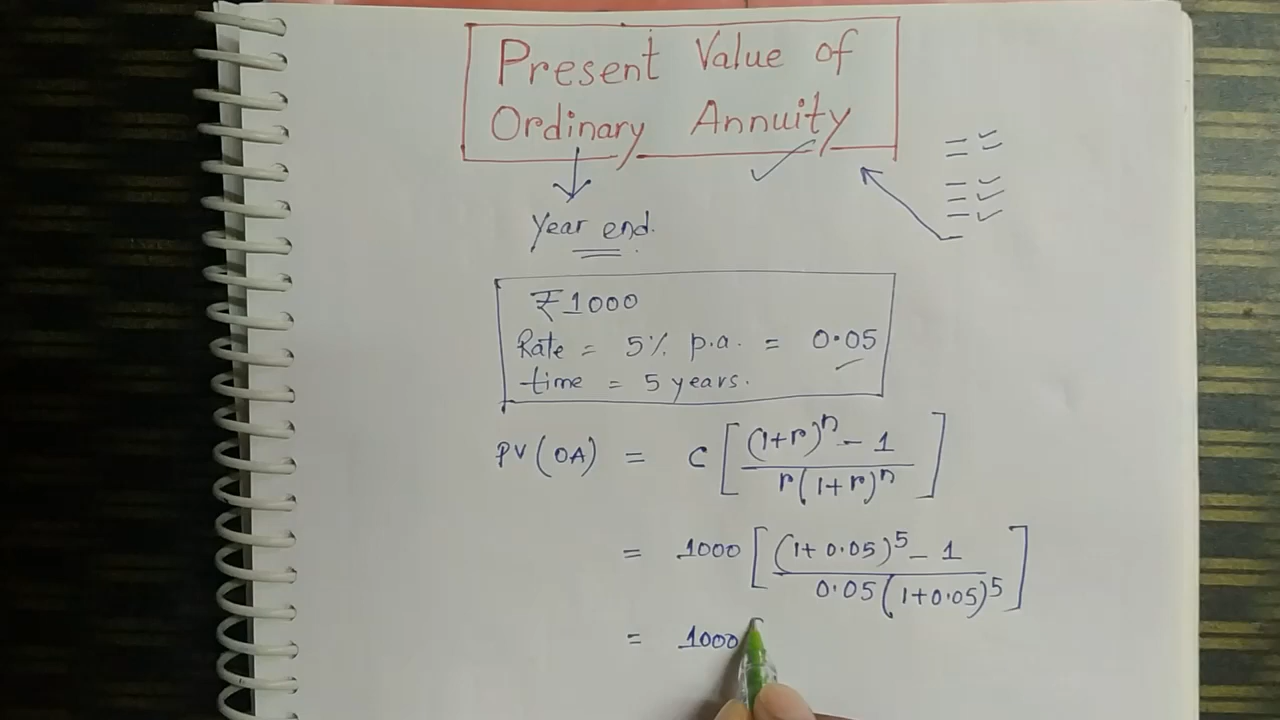 Present Value of
Ordinary Annuity
Year end.
₹1000
Rate = 5% p.a. = 0.05
time = 5 years.
PV(OA) = C [ (1+r)^n - 1 / r(1+r)^n ]
= 1000 [ (1+0.05)^5 - 1 / 0.05(1+0.05)^5 ]
= 1000